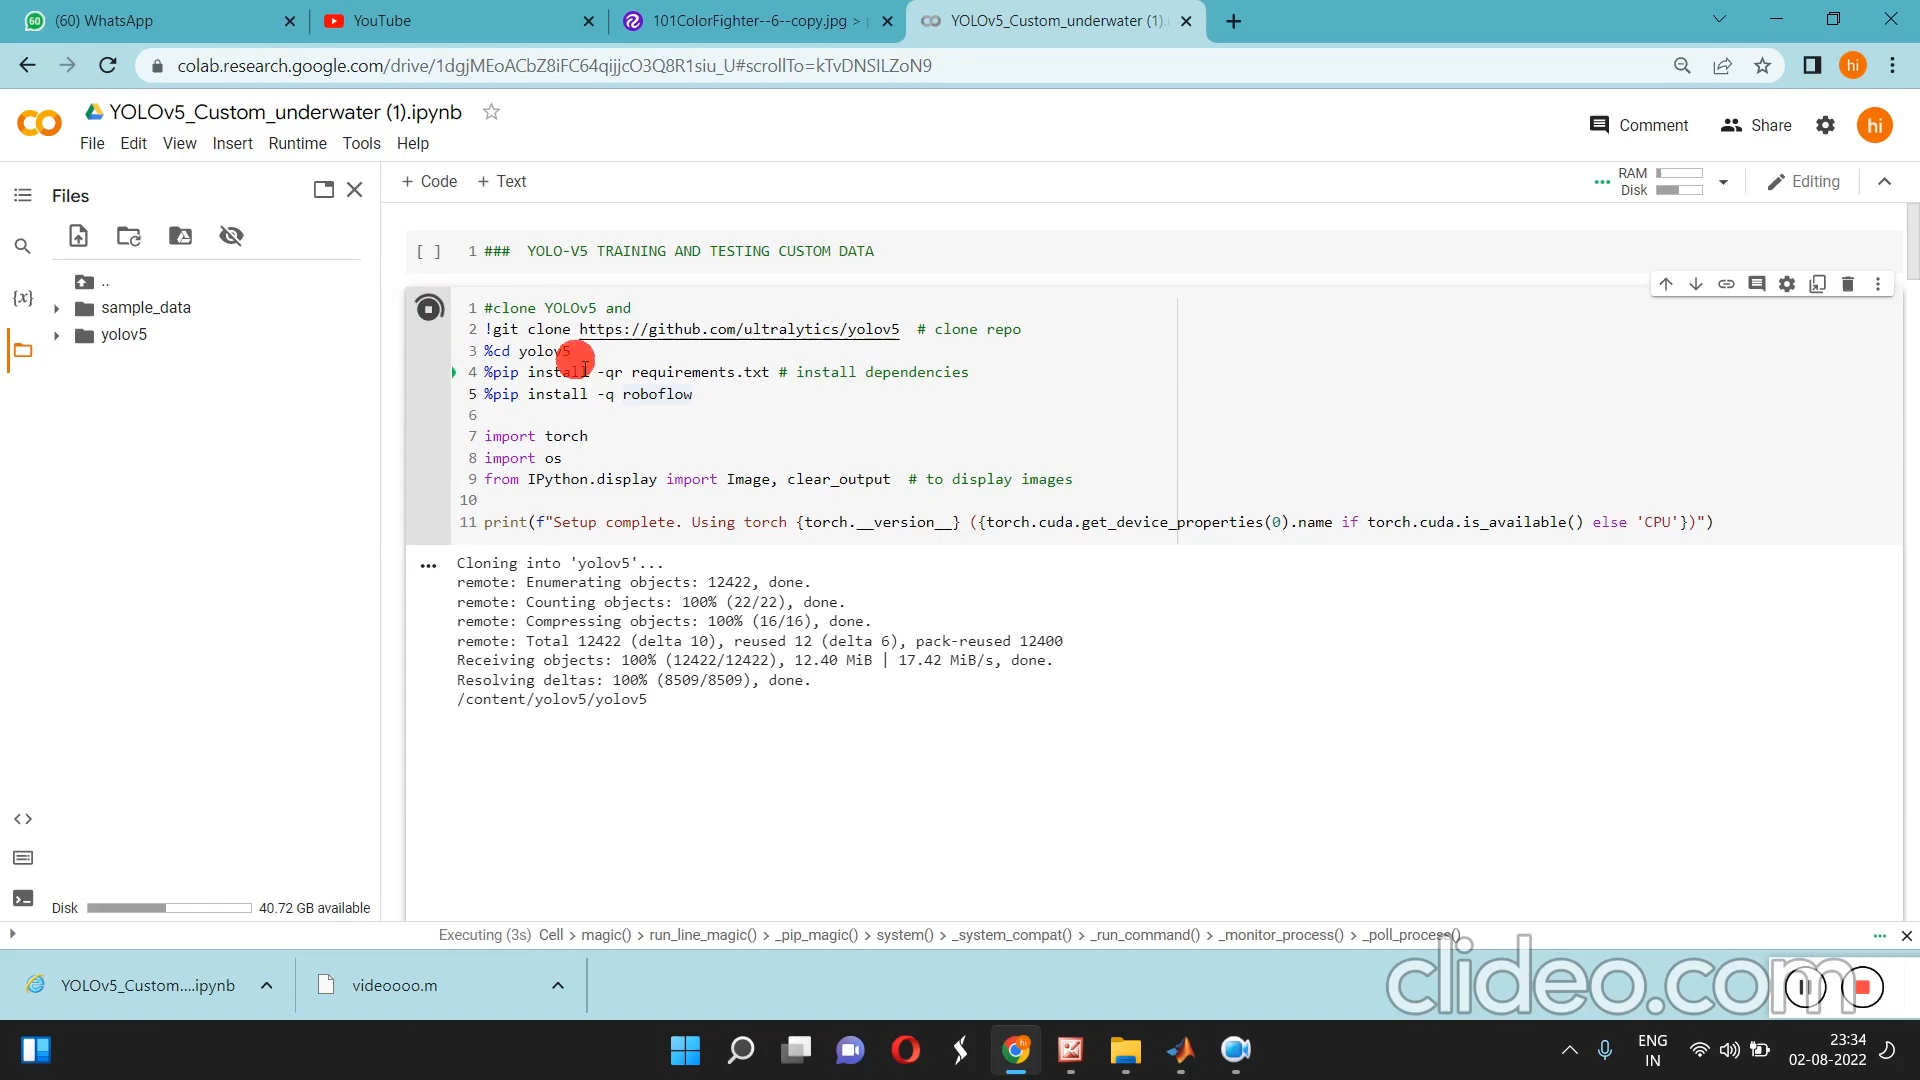 (60) WhatsApp
YouTube
101ColorFighter--6--copy.jpg >
YOLOv5_Custom_underwater (1).i
colab.research.google.com/drive/1dgjMEoACbZ8iFC64qijjcO3Q8R1siu_U#scrollTo=kTvDNSILZoN9
hi
YOLOv5_Custom_underwater (1).ipynb
File Edit View Insert Runtime Tools Help
Comment
Share
hi
Files
+ Code + Text
RAM
Disk
Editing
..
sample_data
yolov5
[ ] 1 ### YOLO-V5 TRAINING AND TESTING CUSTOM DATA
1 #clone YOLOv5 and
2 !git clone https://github.com/ultralytics/yolov5 # clone repo
3 %cd yolov5
4 %pip install -qr requirements.txt # install dependencies
5 %pip install -q roboflow
6
7 import torch
8 import os
9 from IPython.display import Image, clear_output # to display images
10
11 print(f"Setup complete. Using torch {torch.__version__} ({torch.cuda.get_device_properties(0).name if torch.cuda.is_available() else 'CPU'})")
Cloning into 'yolov5'...
remote: Enumerating objects: 12422, done.
remote: Counting objects: 100% (22/22), done.
remote: Compressing objects: 100% (16/16), done.
remote: Total 12422 (delta 10), reused 12 (delta 6), pack-reused 12400
Receiving objects: 100% (12422/12422), 12.40 MiB | 17.42 MiB/s, done.
Resolving deltas: 100% (8509/8509), done.
/content/yolov5/yolov5
{x}
Disk 40.72 GB available
Executing (3s) Cell > magic() > run_line_magic() > _pip_magic() > system() > _system_compat() > _run_command() > _monitor_process() > _poll_process()
YOLOv5_Custom....ipynb
videoooo.m
clideo.com
ENG
IN
23:34
02-08-2022